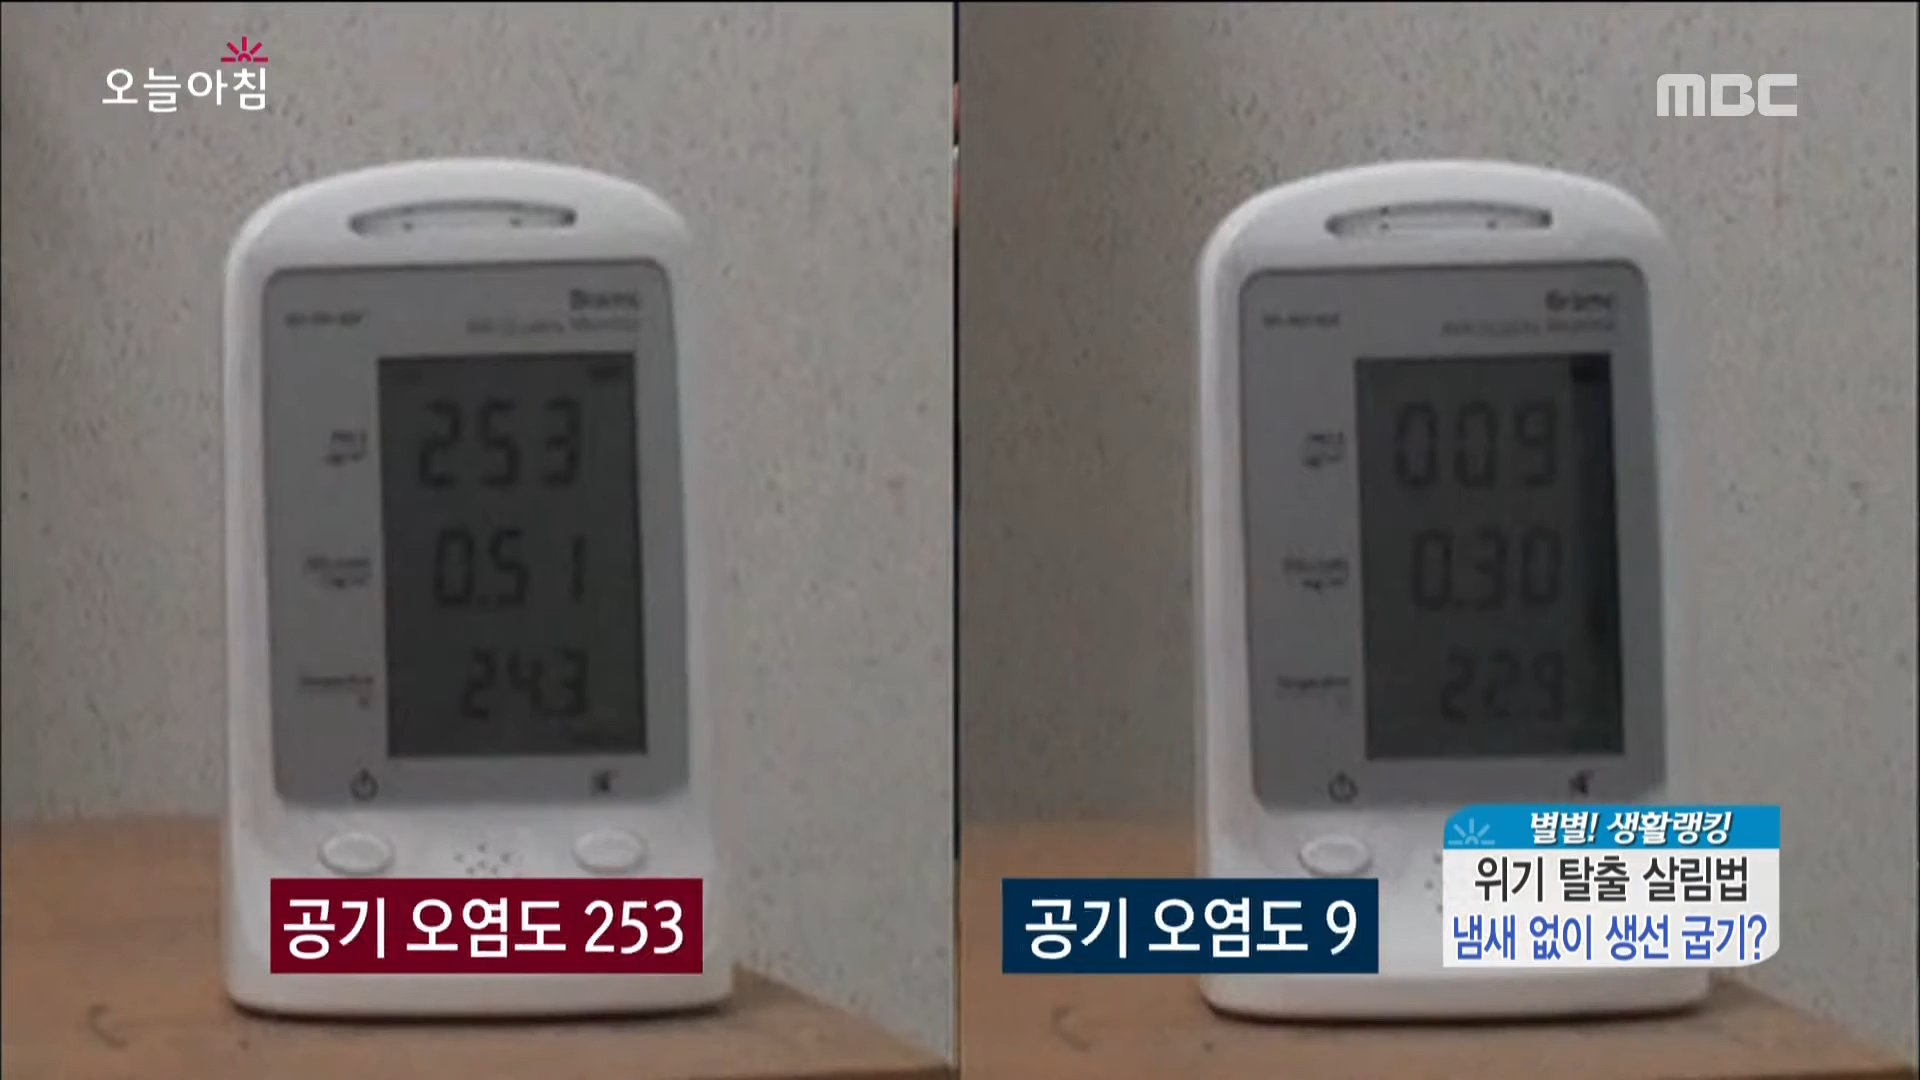 오늘아침
MBC
253
0.51
24.3
009
0.30
22.9
공기 오염도 253
공기 오염도 9
별별! 생활랭킹
위기 탈출 살림법
냄새 없이 생선 굽기?